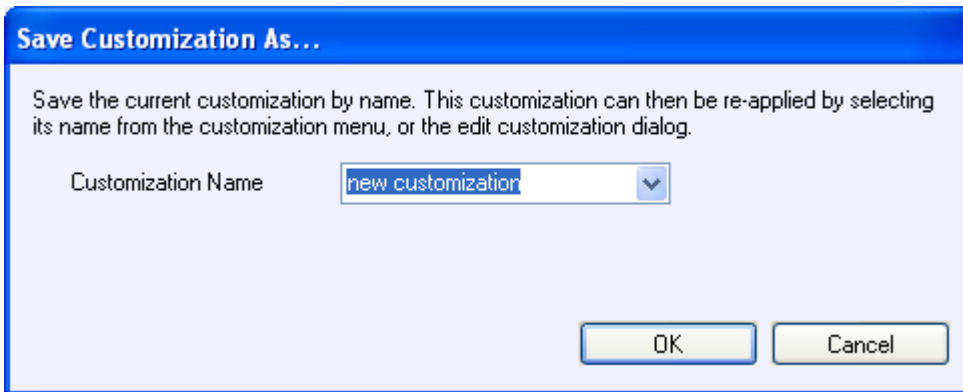 Save Customization As...
Save the current customization by name. This customization can then be re-applied by selecting
its name from the customization menu, or the edit customization dialog.
Customization Name new customization
OK Cancel